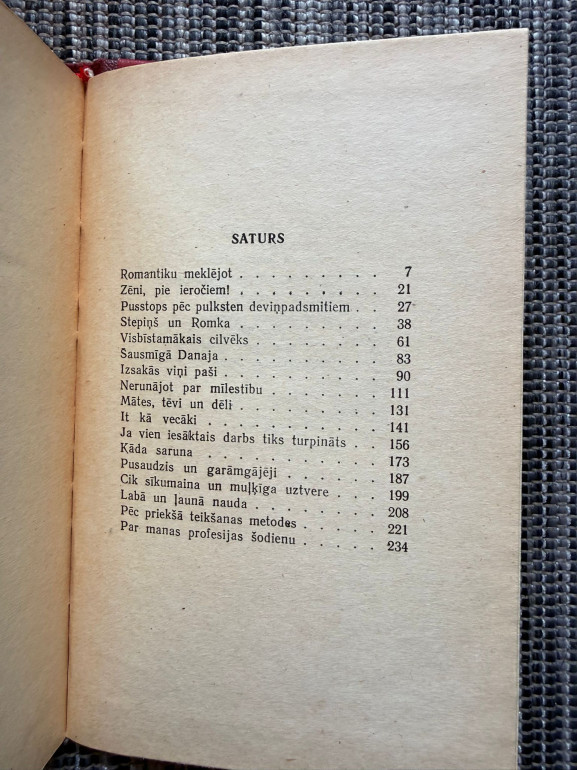 SATURS
Romantiku meklējot . . . . . . . . . 7
Zēni, pie ieročiem! . . . . . . . . . 21
Pusstops pēc pulksten deviņpadsmitiem . . 27
Stepiņš un Romka . . . . . . . . . 38
Visbīstamākais cilvēks . . . . . . . . 61
Šausmīgā Danaja . . . . . . . . . . 83
Izsakās viņi paši . . . . . . . . . . 90
Nerunājot par mīlestību . . . . . . . 111
Mātes, tēvi un dēli . . . . . . . . . 131
It kā vecāki . . . . . . . . . . . 141
Ja vien iesāktais darbs tiks turpināts . . 156
Kāda saruna . . . . . . . . . . . 173
Pusaudzis un garāmgājēji . . . . . . 187
Cik sīkumaina un muļķīga uztvere . . . 199
Labā un ļaunā nauda . . . . . . . . 208
Pēc priekšā teikšanas metodes . . . . . 221
Par manas profesijas šodienu . . . . . 234